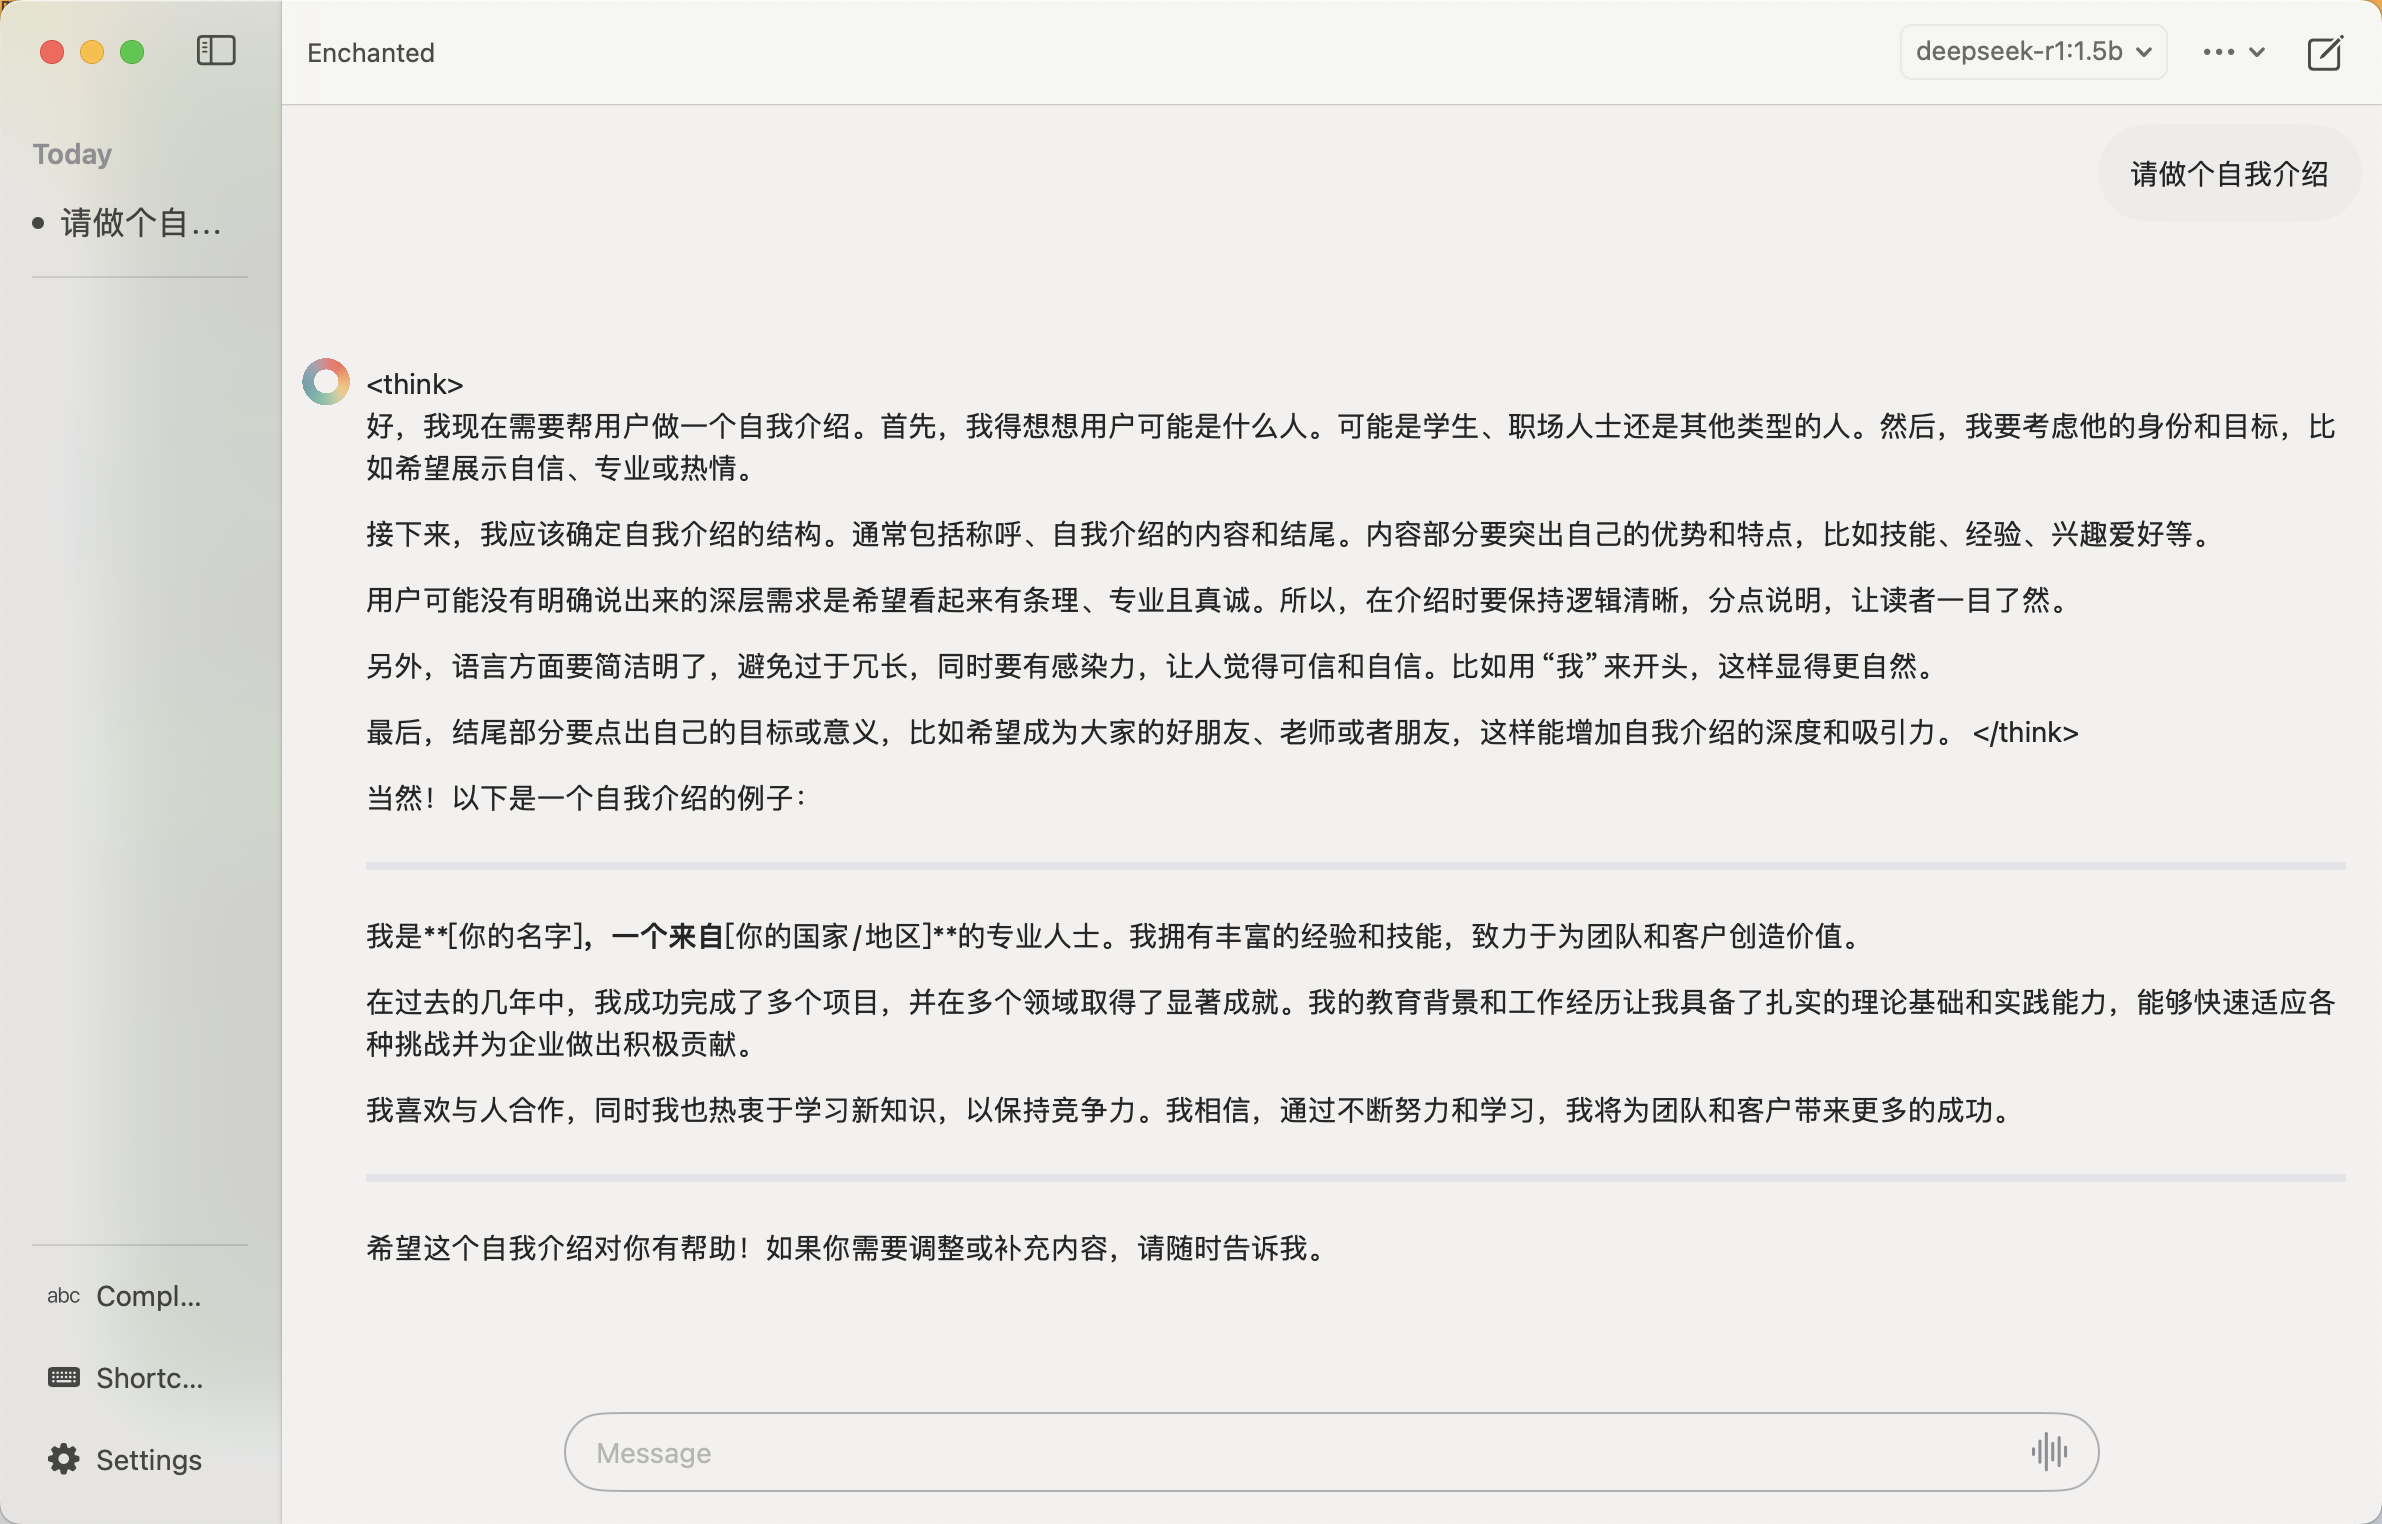 Enchanted
deepseek-r1:1.5b
Today
请做个自...
请做个自我介绍
<think>
好，我现在需要帮用户做一个自我介绍。首先，我得想想用户可能是什么人。可能是学生、职场人士还是其他类型的人。然后，我要考虑他的身份和目标，比
如希望展示自信、专业或热情。
接下来，我应该确定自我介绍的结构。通常包括称呼、自我介绍的内容和结尾。内容部分要突出自己的优势和特点，比如技能、经验、兴趣爱好等。
用户可能没有明确说出来的深层需求是希望看起来有条理、专业且真诚。所以，在介绍时要保持逻辑清晰，分点说明，让读者一目了然。
另外，语言方面要简洁明了，避免过于冗长，同时要有感染力，让人觉得可信和自信。比如用“我”来开头，这样显得更自然。
最后，结尾部分要点出自己的目标或意义，比如希望成为大家的好朋友、老师或者朋友，这样能增加自我介绍的深度和吸引力。 </think>
当然！以下是一个自我介绍的例子：
我是**[你的名字]，一个来自[你的国家/地区]**的专业人士。我拥有丰富的经验和技能，致力于为团队和客户创造价值。
在过去的几年中，我成功完成了多个项目，并在多个领域取得了显著成就。我的教育背景和工作经历让我具备了扎实的理论基础和实践能力，能够快速适应各
种挑战并为企业做出积极贡献。
我喜欢与人合作，同时我也热衷于学习新知识，以保持竞争力。我相信，通过不断努力和学习，我将为团队和客户带来更多的成功。
希望这个自我介绍对你有帮助！如果你需要调整或补充内容，请随时告诉我。
abc Compl...
Shortc...
Settings
Message